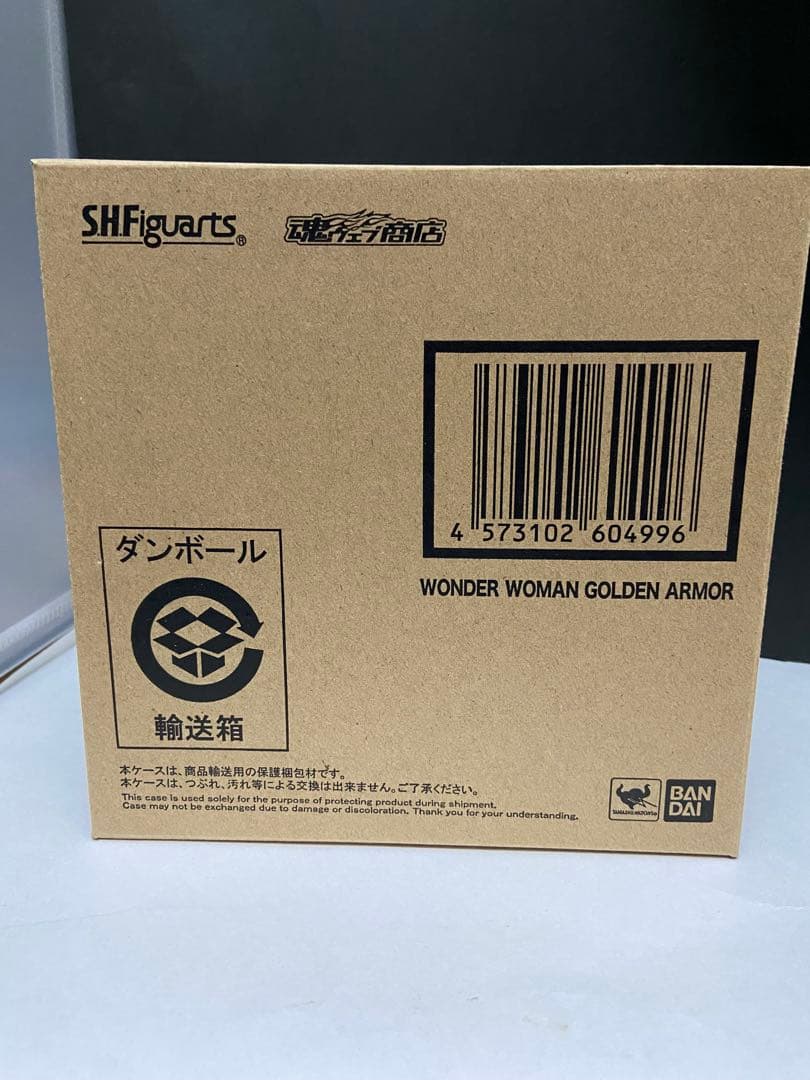 S.H.Figuarts®
魂ウェブ商店
4 573102 604996
WONDER WOMAN GOLDEN ARMOR
ダンボール
輸送箱
本ケースは、商品輸送用の保護梱包材です。
本ケースは、つぶれ、汚れ等による交換は出来ません。ご了承ください。
This case is used solely for the purpose of protecting product during shipment.
Case may not be exchanged due to damage or discoloration. Thank you for your understanding.
TAMASHII NATIONS
BAN
DAI